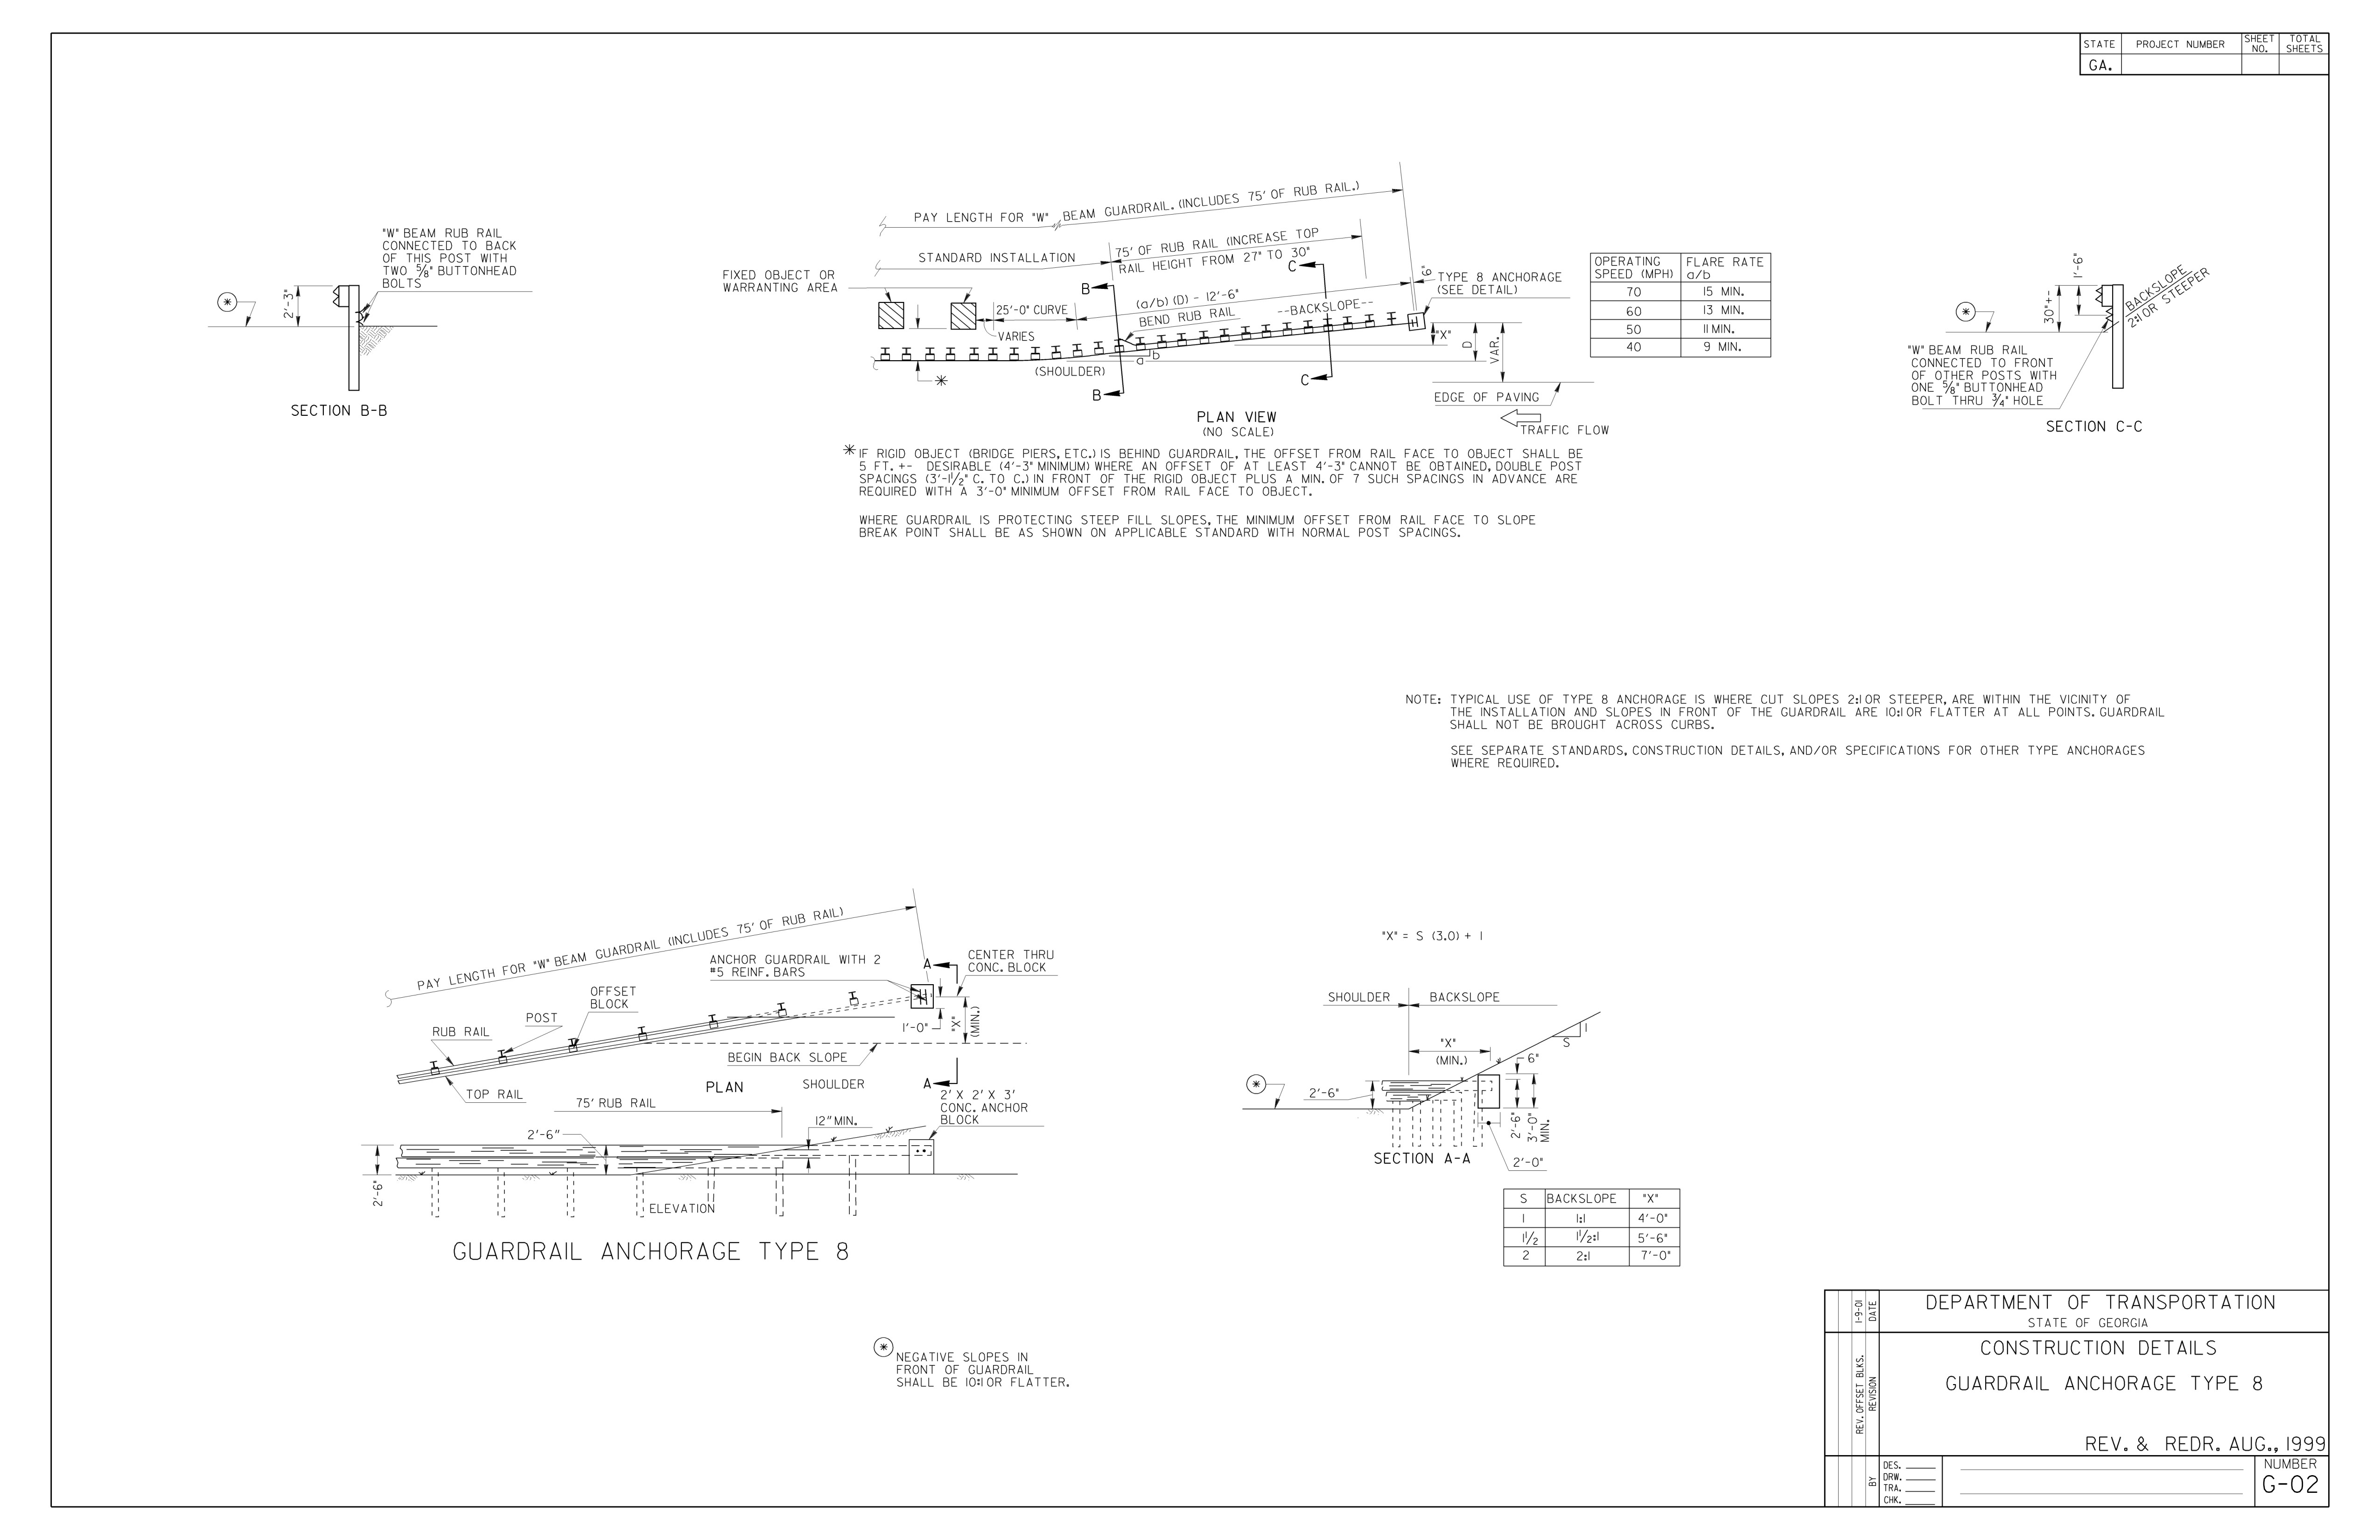 STATE
PROJECT NUMBER
SHEET
NO.
TOTAL
SHEETS
GA.
"W" BEAM RUB RAIL
CONNECTED TO BACK
OF THIS POST WITH
TWO 5/8" BUTTONHEAD
BOLTS
2'-3"
SECTION B-B
PAY LENGTH FOR "W" BEAM GUARDRAIL. (INCLUDES 75' OF RUB RAIL.)
STANDARD INSTALLATION
75' OF RUB RAIL (INCREASE TOP
RAIL HEIGHT FROM 27" TO 30"
FIXED OBJECT OR
WARRANTING AREA
25'-0" CURVE
VARIES
(a/b) (D) - 12'-6"
BEND RUB RAIL
--BACKSLOPE--
6"
TYPE 8 ANCHORAGE
(SEE DETAIL)
B
B
C
C
a
b
"X"
D
VAR.
(SHOULDER)
EDGE OF PAVING
TRAFFIC FLOW
PLAN VIEW
(NO SCALE)
OPERATING
SPEED (MPH)
FLARE RATE
a/b
70 15 MIN.
60 13 MIN.
50 11 MIN.
40 9 MIN.
1'-6"
30"+-
BACKSLOPE
2:1 OR STEEPER
"W" BEAM RUB RAIL
CONNECTED TO FRONT
OF OTHER POSTS WITH
ONE 5/8" BUTTONHEAD
BOLT THRU 3/4" HOLE
SECTION C-C
* IF RIGID OBJECT (BRIDGE PIERS, ETC.) IS BEHIND GUARDRAIL, THE OFFSET FROM RAIL FACE TO OBJECT SHALL BE
5 FT. +- DESIRABLE (4'-3" MINIMUM) WHERE AN OFFSET OF AT LEAST 4'-3" CANNOT BE OBTAINED, DOUBLE POST
SPACINGS (3'-1 1/2" C. TO C.) IN FRONT OF THE RIGID OBJECT PLUS A MIN. OF 7 SUCH SPACINGS IN ADVANCE ARE
REQUIRED WITH A 3'-0" MINIMUM OFFSET FROM RAIL FACE TO OBJECT.
WHERE GUARDRAIL IS PROTECTING STEEP FILL SLOPES, THE MINIMUM OFFSET FROM RAIL FACE TO SLOPE
BREAK POINT SHALL BE AS SHOWN ON APPLICABLE STANDARD WITH NORMAL POST SPACINGS.
NOTE: TYPICAL USE OF TYPE 8 ANCHORAGE IS WHERE CUT SLOPES 2:1 OR STEEPER, ARE WITHIN THE VICINITY OF
THE INSTALLATION AND SLOPES IN FRONT OF THE GUARDRAIL ARE 10:1 OR FLATTER AT ALL POINTS. GUARDRAIL
SHALL NOT BE BROUGHT ACROSS CURBS.
SEE SEPARATE STANDARDS, CONSTRUCTION DETAILS, AND/OR SPECIFICATIONS FOR OTHER TYPE ANCHORAGES
WHERE REQUIRED.
PAY LENGTH FOR "W" BEAM GUARDRAIL (INCLUDES 75' OF RUB RAIL)
ANCHOR GUARDRAIL WITH 2
#5 REINF. BARS
A
CENTER THRU
CONC. BLOCK
OFFSET
BLOCK
POST
RUB RAIL
1'-0"
"X"
(MIN.)
BEGIN BACK SLOPE
PLAN
SHOULDER
A
TOP RAIL
2' X 2' X 3'
CONC. ANCHOR
BLOCK
75' RUB RAIL
12" MIN.
2'-6"
2'-6"
ELEVATION
GUARDRAIL ANCHORAGE TYPE 8
"X" = S (3.0) + 1
SHOULDER
BACKSLOPE
1
S
"X"
(MIN.)
6"
2'-6"
2'-6"
3'-0"
MIN.
2'-0"
SECTION A-A
S BACKSLOPE "X"
1 1:1 4'-0"
1 1/2 1 1/2:1 5'-6"
2 2:1 7'-0"
* NEGATIVE SLOPES IN
FRONT OF GUARDRAIL
SHALL BE 10:1 OR FLATTER.
1-9-01
DATE
REV. OFFSET BLKS.
REVISION
BY
DEPARTMENT OF TRANSPORTATION
STATE OF GEORGIA
CONSTRUCTION DETAILS
GUARDRAIL ANCHORAGE TYPE 8
REV. & REDR. AUG., 1999
DES.
DRW.
TRA.
CHK.
NUMBER
G-02